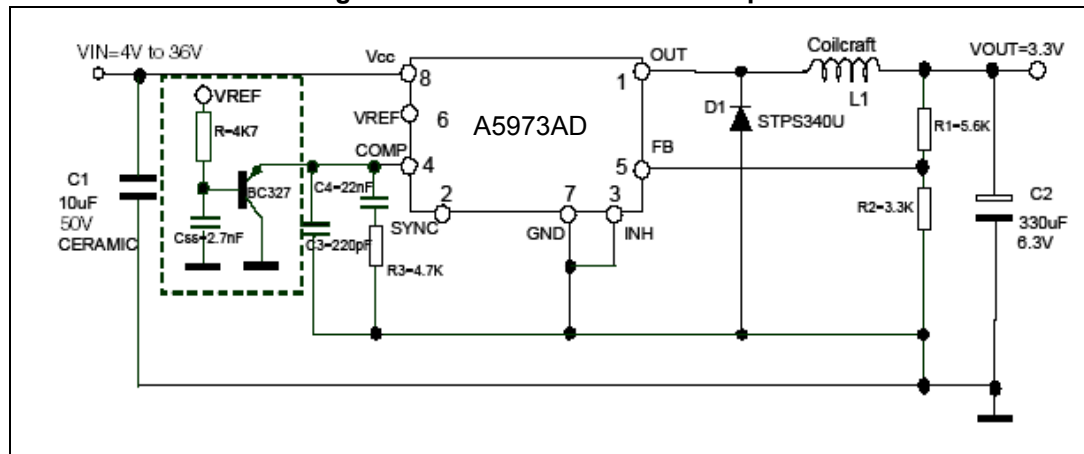 VIN=4V to 36V
Vcc
8
VREF
6
COMP
4
2
SYNC
7
GND
3
INH
A5973AD
OUT
1
FB
5
VREF
R=4K7
BC327
Css=2.7nF
C1
10uF
50V
CERAMIC
C4=22nF
C3=220pF
R3=4.7K
D1
STPS340U
Coilcraft
L1
VOUT=3.3V
R1=5.6K
R2=3.3K
C2
330uF
6.3V